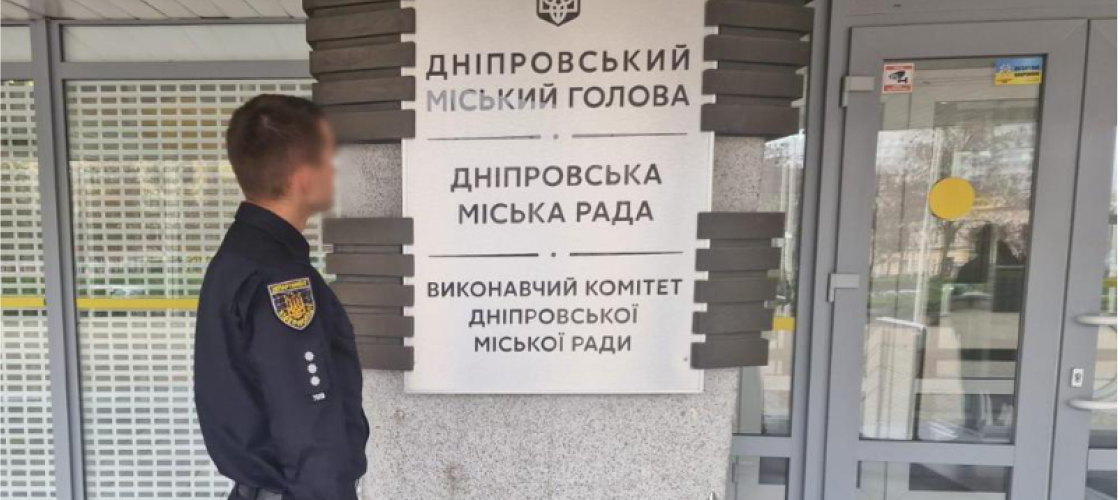 ДНІПРОВСЬКИЙ
МІСЬКИЙ ГОЛОВА
ДНІПРОВСЬКА
МІСЬКА РАДА
ВИКОНАВЧИЙ КОМІТЕТ
ДНІПРОВСЬКОЇ
МІСЬКОЇ РАДИ